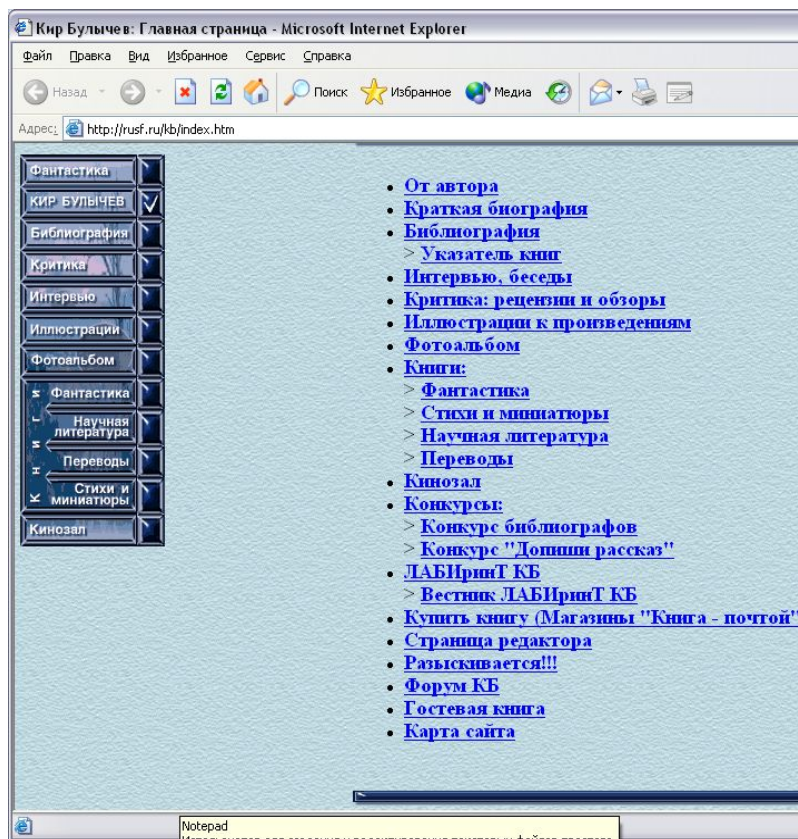 Кир Булычев: Главная страница - Microsoft Internet Explorer
Файл Правка Вид Избранное Сервис Справка
Назад Поиск Избранное Медиа
Адрес: http://rusf.ru/kb/index.htm
Фантастика
КИР БУЛЫЧЕВ
Библиография
Критика
Интервью
Иллюстрации
Фотоальбом
Книги
Фантастика
Научная
литература
Переводы
Стихи и
миниатюры
Кинозал
• От автора
• Краткая биография
• Библиография
> Указатель книг
• Интервью, беседы
• Критика: рецензии и обзоры
• Иллюстрации к произведениям
• Фотоальбом
• Книги:
> Фантастика
> Стихи и миниатюры
> Научная литература
> Переводы
• Кинозал
• Конкурсы:
> Конкурс библиографов
> Конкурс "Допиши рассказ"
• ЛАБИринТ КБ
> Вестник ЛАБИринТ КБ
• Купить книгу (Магазины "Книга - почтой"
• Страница редактора
• Разыскивается!!!
• Форум КБ
• Гостевая книга
• Карта сайта
Notepad